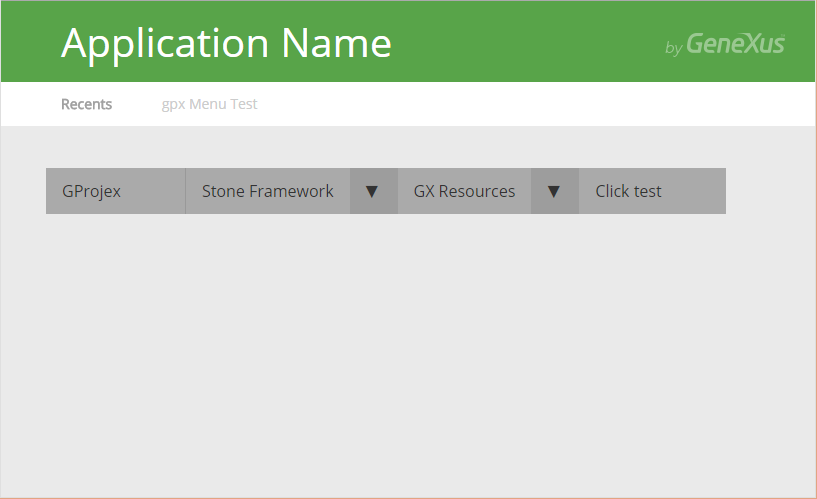 Application Name
by GeneXus
Recents gpx Menu Test
GProjex Stone Framework ▼ GX Resources ▼ Click test